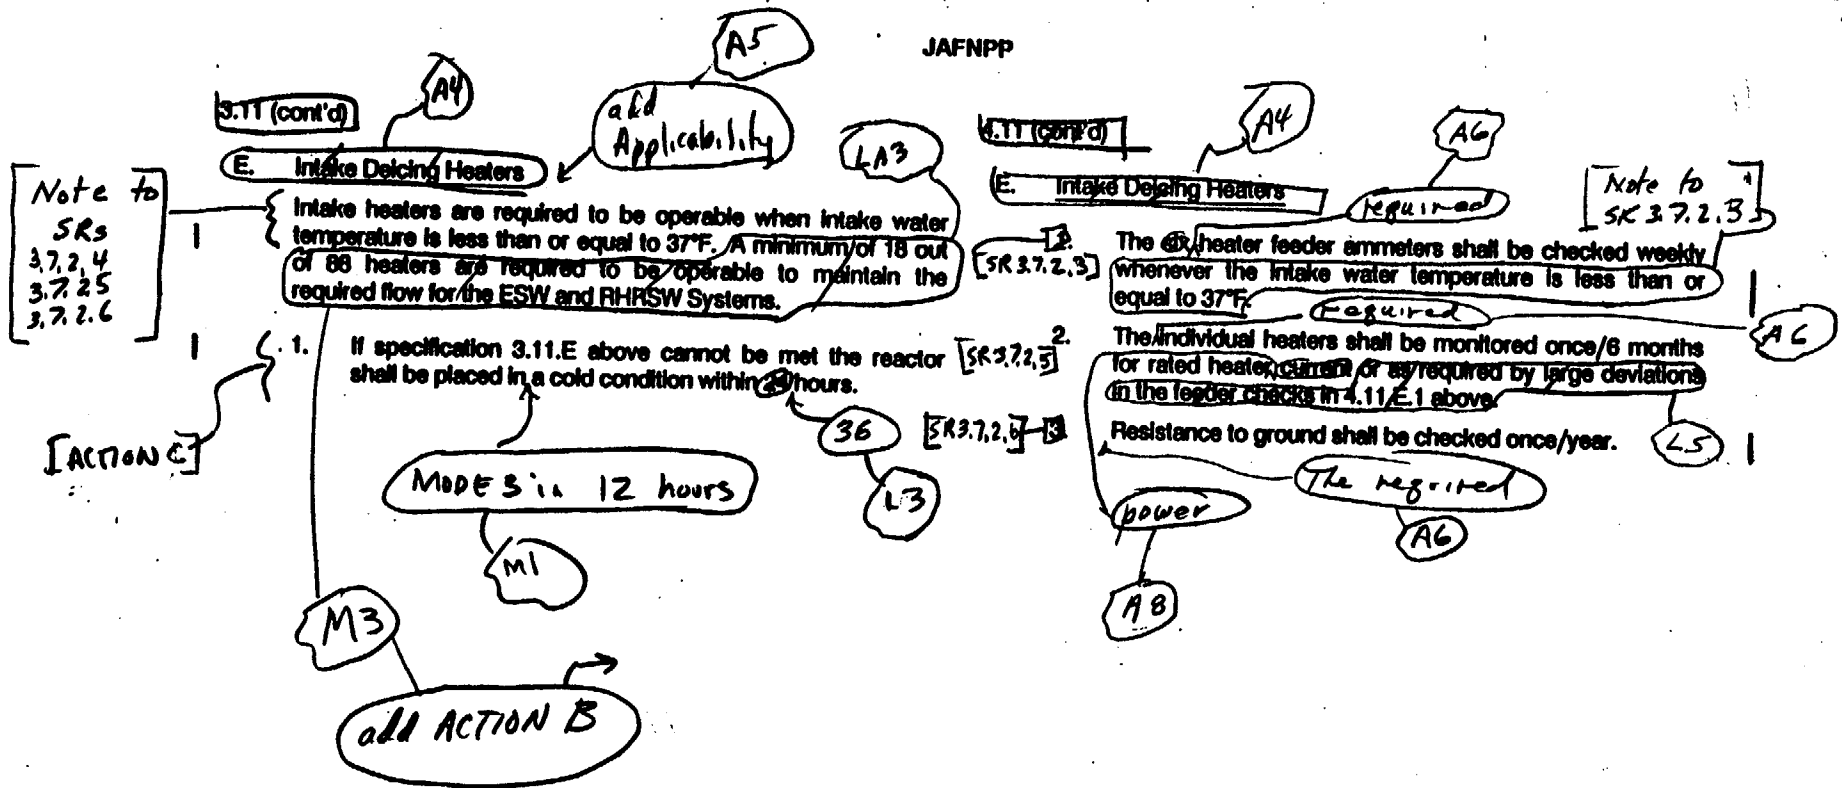 JAFNPP
A5
A4
3.11 (cont'd)
add
Applicability
E. Intake Deicing Heaters
LA3
Note to
SRs
3.7.2.4
3.7.2.5
3.7.2.6
Intake heaters are required to be operable when intake water
temperature is less than or equal to 37°F. A minimum of 18 out
of 88 heaters are required to be operable to maintain the
required flow for the ESW and RHRSW Systems.
1. If specification 3.11.E above cannot be met the reactor
shall be placed in a cold condition within 24 hours.
[ACTION C]
36
L3
MODE 3 in 12 hours
M1
M3
add ACTION B
A4
A6
4.11 (cont'd)
E. Intake Deicing Heaters
required
[Note to
SR 3.7.2.3]
[SR 3.7.2.3] 1. The six heater feeder ammeters shall be checked weekly
whenever the intake water temperature is less than or
equal to 37°F.
required
A6
[SR 3.7.2.5] 2. The individual heaters shall be monitored once/6 months
for rated heater current or as required by large deviations
in the feeder checks in 4.11.E.1 above.
L5
[SR 3.7.2.6] 3. Resistance to ground shall be checked once/year.
The required
A6
power
A8